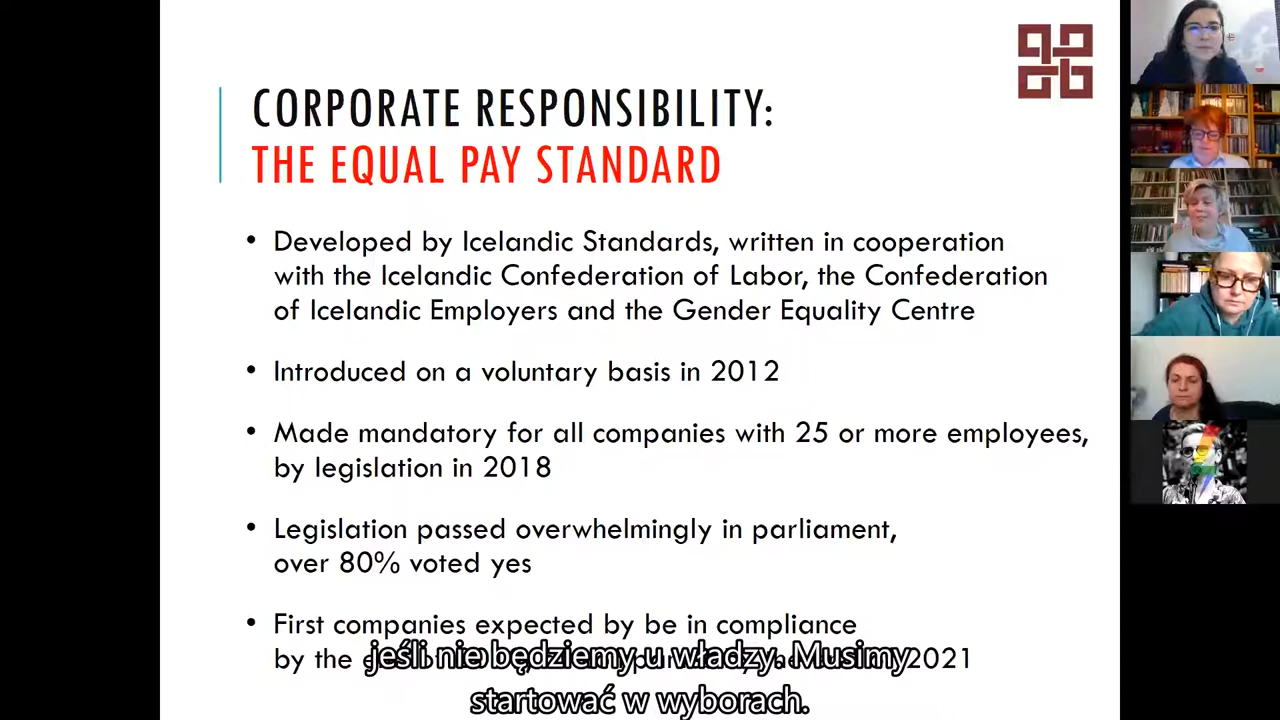 CORPORATE RESPONSIBILITY:
THE EQUAL PAY STANDARD
• Developed by Icelandic Standards, written in cooperation
with the Icelandic Confederation of Labor, the Confederation
of Icelandic Employers and the Gender Equality Centre
• Introduced on a voluntary basis in 2012
• Made mandatory for all companies with 25 or more employees,
by legislation in 2018
• Legislation passed overwhelmingly in parliament,
over 80% voted yes
• First companies expected by be in compliance
by the 2021
jeśli nie będziemy u władzy. Musimy
startować w wyborach.